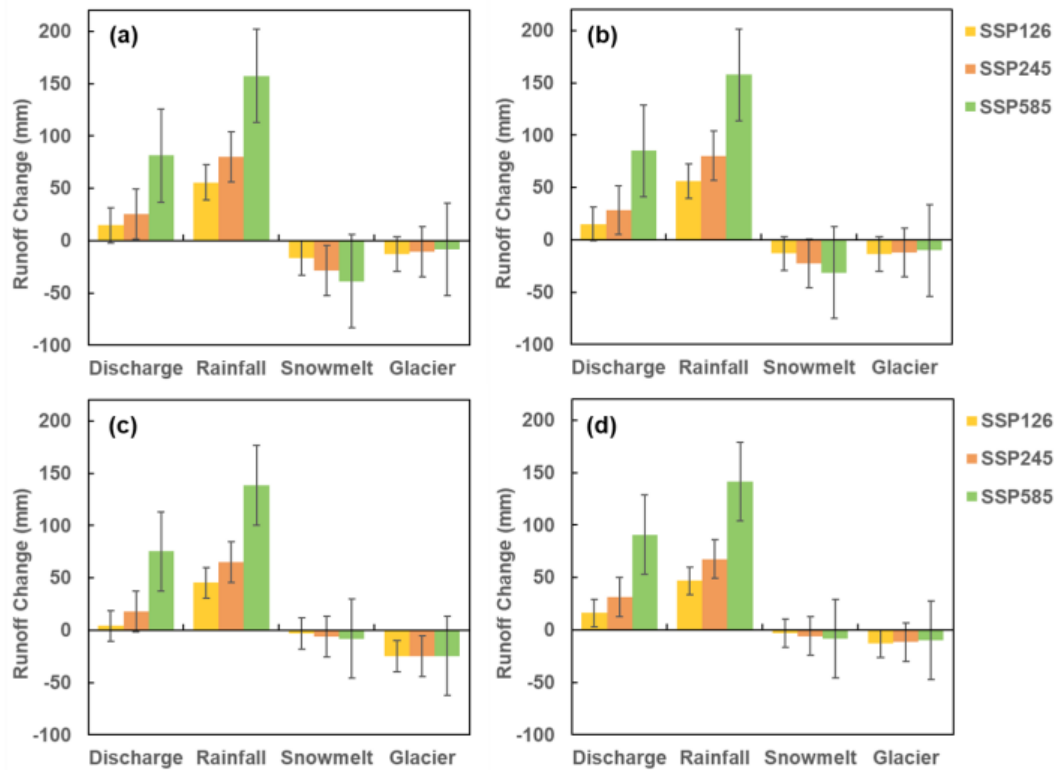 (a)
Runoff Change (mm)
200
150
100
50
0
-50
-100
Discharge Rainfall Snowmelt Glacier
(b)
Runoff Change (mm)
200
150
100
50
0
-50
-100
Discharge Rainfall Snowmelt Glacier
SSP126
SSP245
SSP585
(c)
Runoff Change (mm)
200
150
100
50
0
-50
-100
Discharge Rainfall Snowmelt Glacier
(d)
Runoff Change (mm)
200
150
100
50
0
-50
-100
Discharge Rainfall Snowmelt Glacier
SSP126
SSP245
SSP585